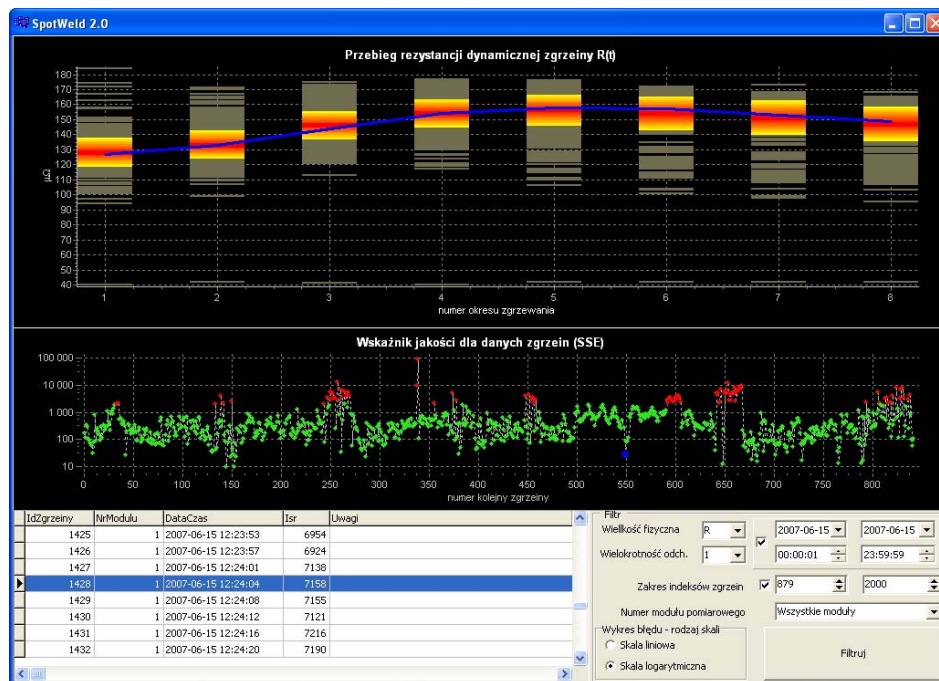 SpotWeld 2.0
Przebieg rezystancji dynamicznej zgrzeiny R(t)
180
170
160
150
140
130
120
110
100
90
80
70
60
50
40
µΩ
1 2 3 4 5 6 7 8
numer okresu zgrzewania
Wskaźnik jakości dla danych zgrzein (SSE)
100 000
10 000
1 000
100
10
0 50 100 150 200 250 300 350 400 450 500 550 600 650 700 750 800
numer kolejny zgrzeiny
IdZgrzeiny NrModulu DataCzas Isr Uwagi
1425 1 2007-06-15 12:23:53 6954
1426 1 2007-06-15 12:23:57 6924
1427 1 2007-06-15 12:24:01 7138
1428 1 2007-06-15 12:24:04 7158
1429 1 2007-06-15 12:24:08 7155
1430 1 2007-06-15 12:24:12 7121
1431 1 2007-06-15 12:24:16 7216
1432 1 2007-06-15 12:24:20 7190
Filtr
Wielkość fizyczna R 2007-06-15 2007-06-15
Wielokrotność odch. 1 00:00:01 23:59:59
Zakres indeksów zgrzein 879 2000
Numer modułu pomiarowego Wszystkie moduły
Wykres błędu - rodzaj skali
Skala liniowa
Skala logarytmiczna
Filtruj